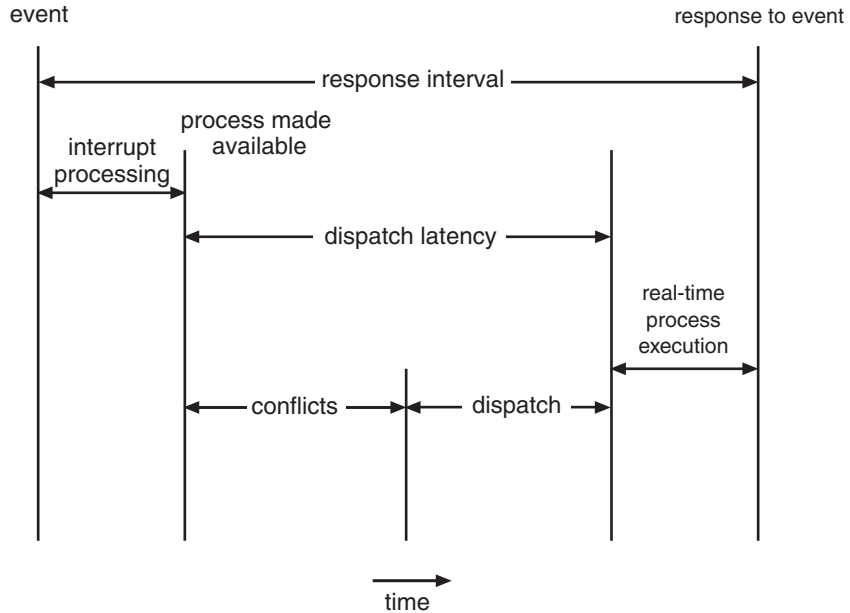 event
response to event
response interval
process made
available
interrupt
processing
dispatch latency
real-time
process
execution
conflicts
dispatch
time